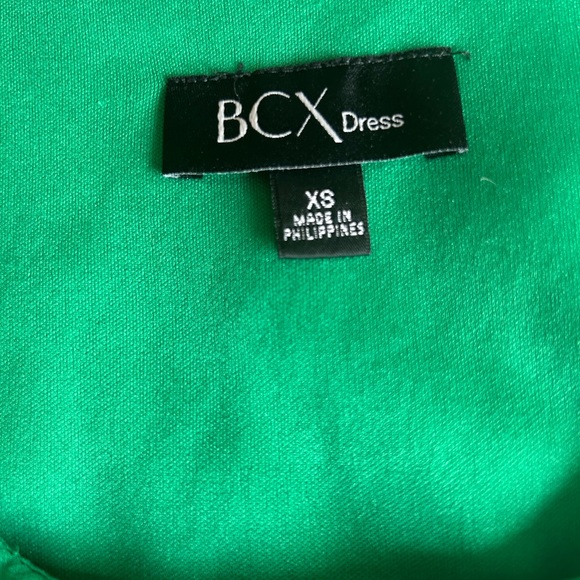 BCX Dress
XS
MADE IN
PHILIPPINES